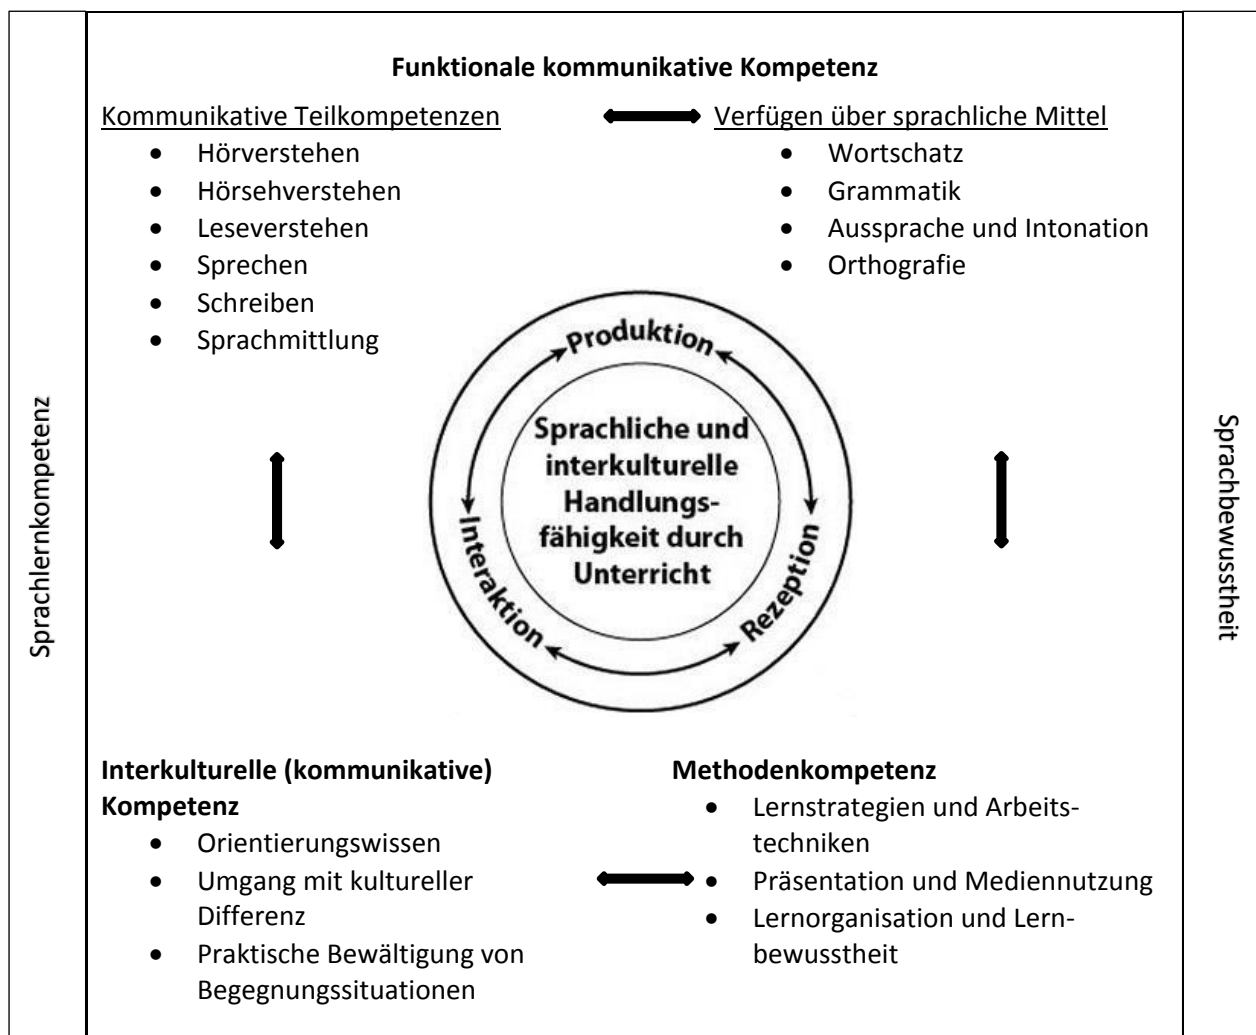 Funktionale kommunikative Kompetenz
Kommunikative Teilkompetenzen
• Hörverstehen
• Hörsehverstehen
• Leseverstehen
• Sprechen
• Schreiben
• Sprachmittlung
Verfügen über sprachliche Mittel
• Wortschatz
• Grammatik
• Aussprache und Intonation
• Orthografie
Sprachlernkompetenz
Produktion
Sprachliche und
interkulturelle
Handlungs-
fähigkeit durch
Unterricht
Interaktion
Rezeption
Sprachbewusstheit
Interkulturelle (kommunikative)
Kompetenz
• Orientierungswissen
• Umgang mit kultureller
Differenz
• Praktische Bewältigung von
Begegnungssituationen
Methodenkompetenz
• Lernstrategien und Arbeits-
techniken
• Präsentation und Mediennutzung
• Lernorganisation und Lern-
bewusstheit